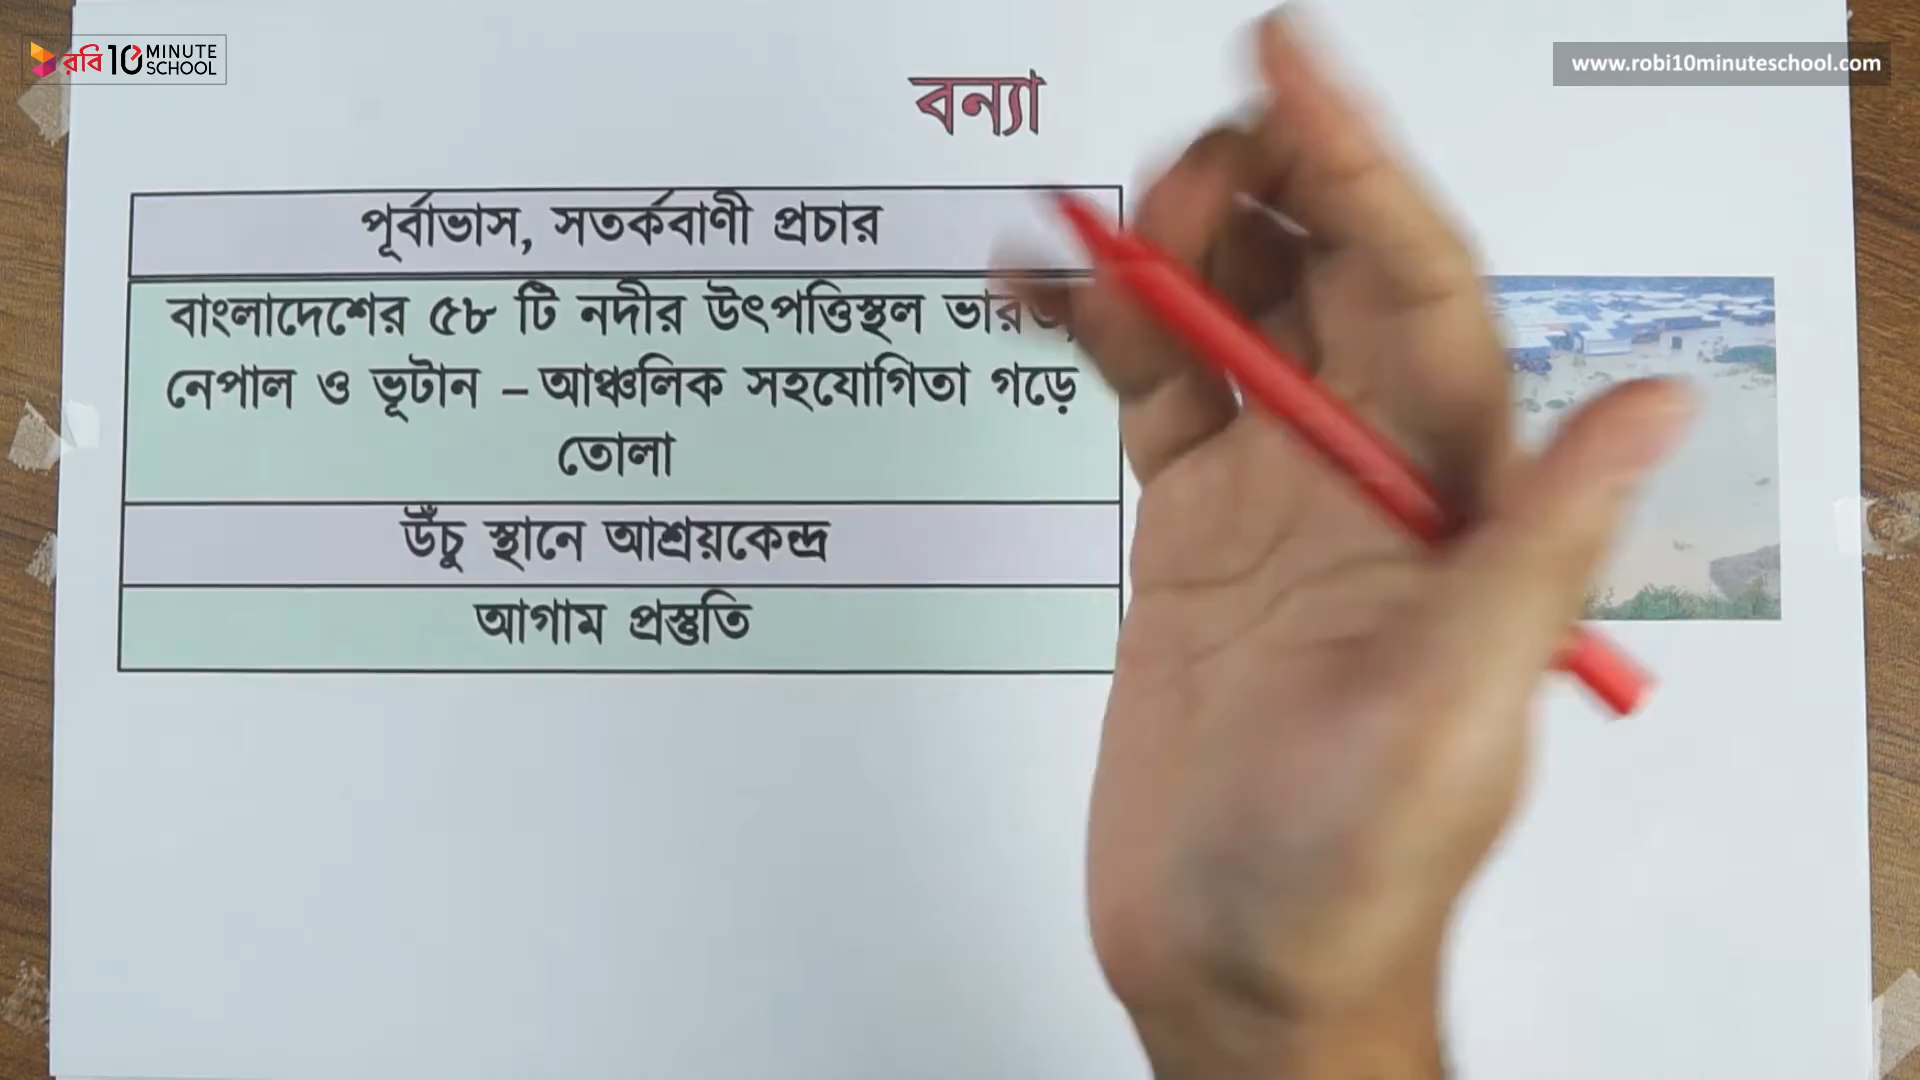 রবি 10 MINUTE SCHOOL
www.robi10minuteschool.com
বন্যা
পূর্বাভাস, সতর্কবাণী প্রচার
বাংলাদেশের ৫৮ টি নদীর উৎপত্তিস্থল
নেপাল ও ভূটান – আঞ্চলিক সহযোগিতা গড়ে
তোলা
উঁচু স্থানে আশ্রয়কেন্দ্র
আগাম প্রস্তুতি